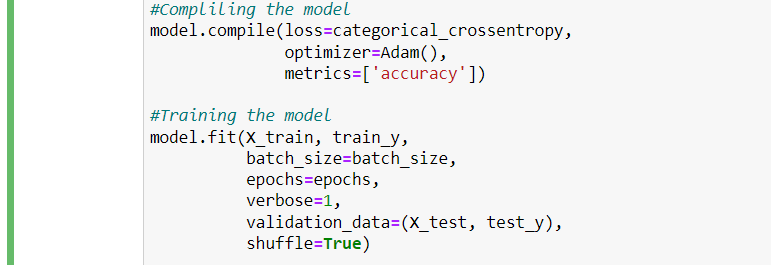 #Compliling the model
model.compile(loss=categorical_crossentropy,
optimizer=Adam(),
metrics=['accuracy'])
#Training the model
model.fit(X_train, train_y,
batch_size=batch_size,
epochs=epochs,
verbose=1,
validation_data=(X_test, test_y),
shuffle=True)